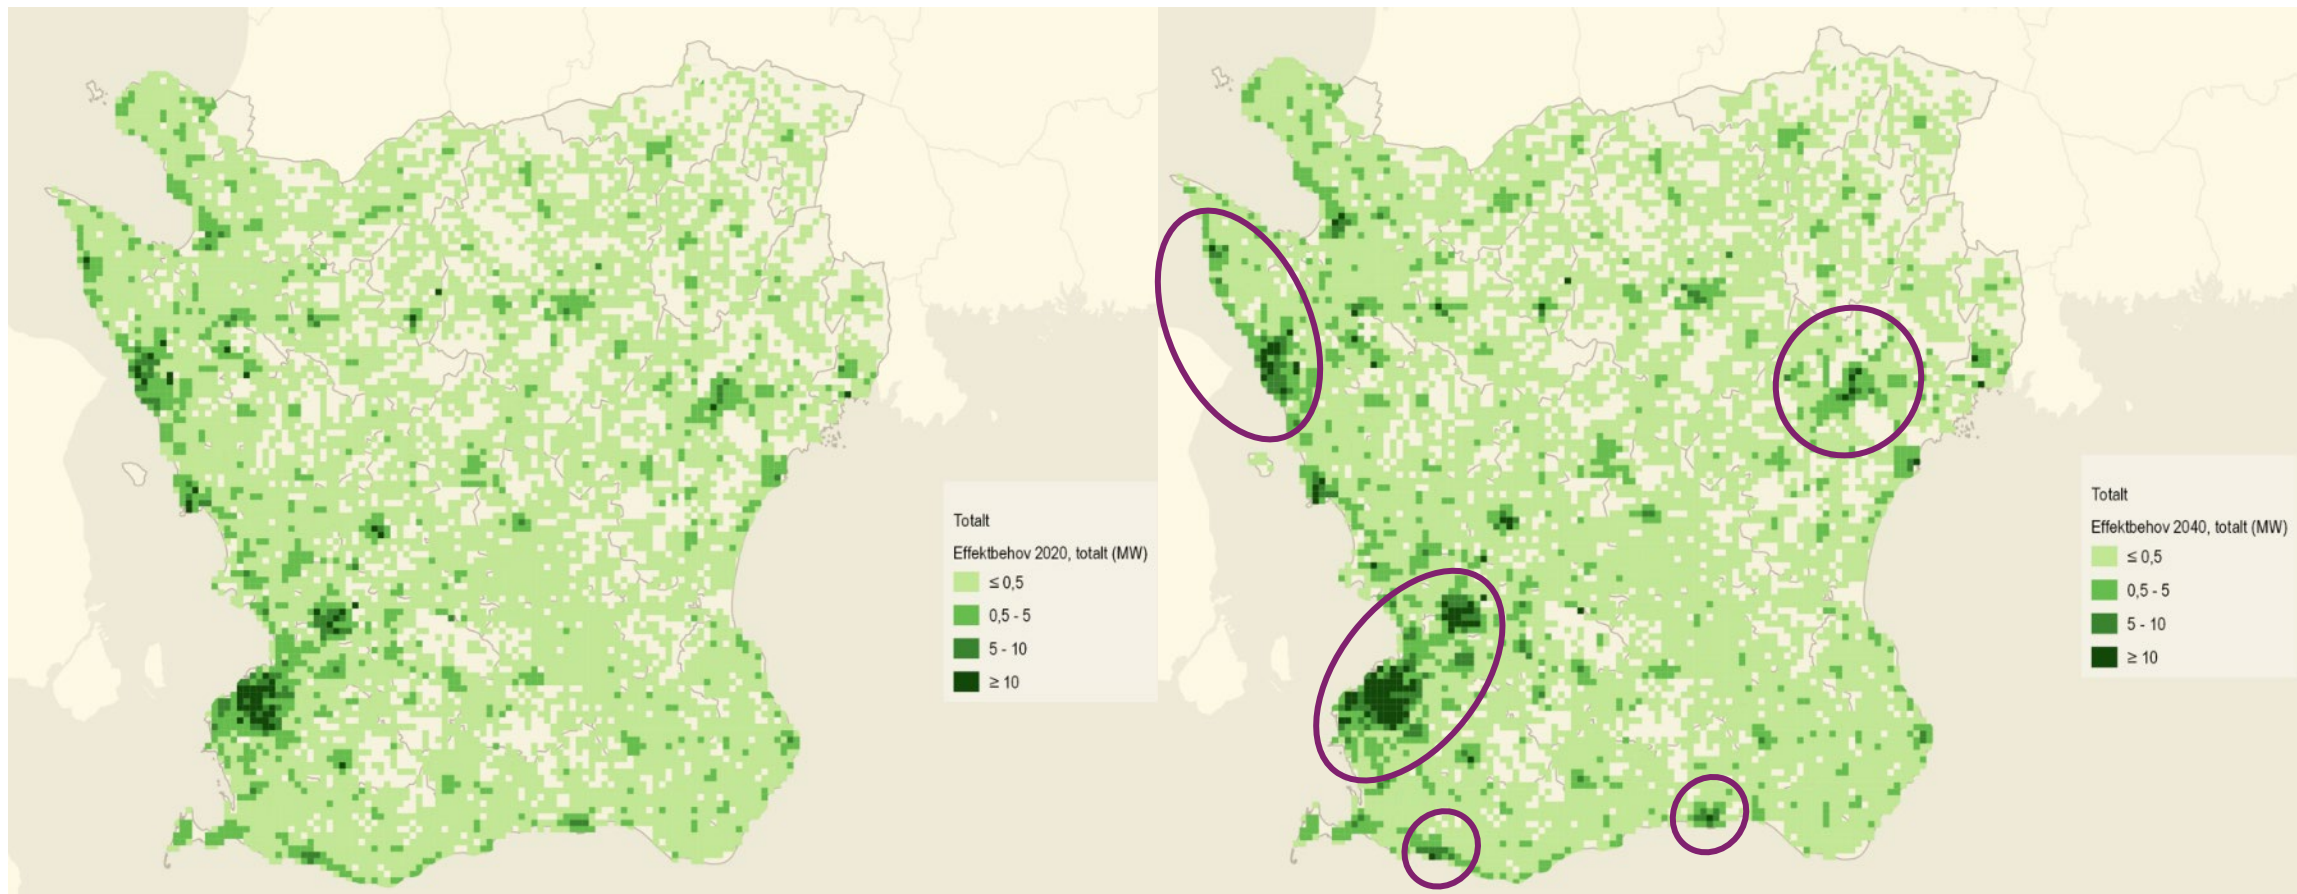 Totalt
Effektbehov 2020, totalt (MW)
≤ 0,5
0,5 - 5
5 - 10
≥ 10
Totalt
Effektbehov 2040, totalt (MW)
≤ 0,5
0,5 - 5
5 - 10
≥ 10